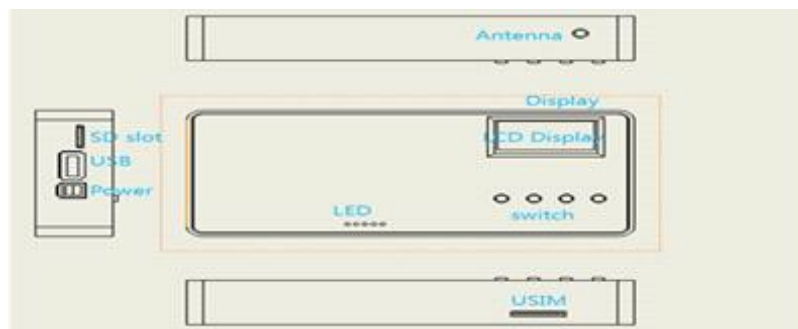 Antenna
Display
SD slot
LCD Display
USB
Power
LED
switch
USIM